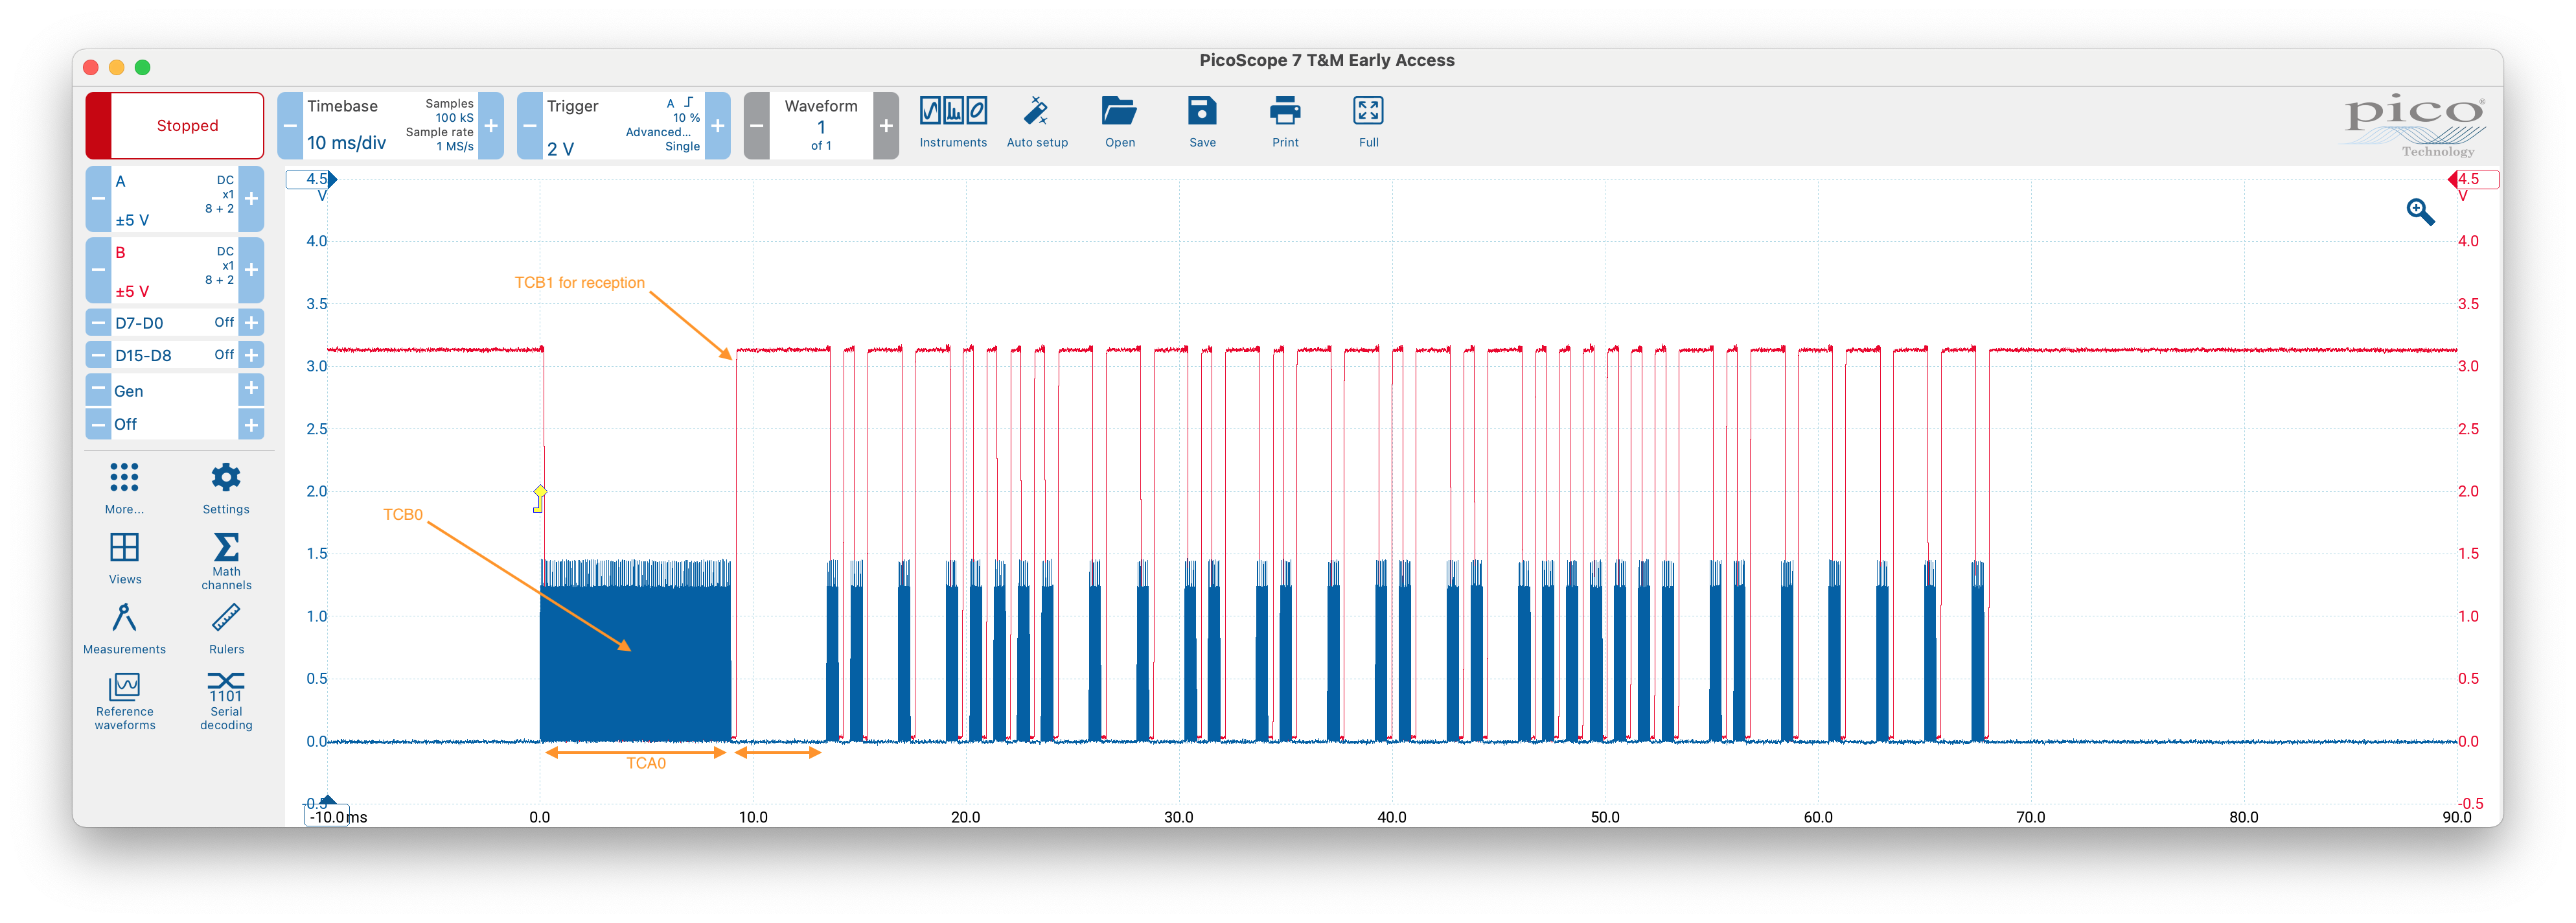 PicoScope 7 T&M Early Access
Stopped
Timebase
10 ms/div
Samples
100 kS
Sample rate
1 MS/s
Trigger
2 V
A
10 %
Advanced...
Single
Waveform
1
of 1
Instruments
Auto setup
Open
Save
Print
Full
pico®
Technology
A
DC
x1
8 + 2
±5 V
B
DC
x1
8 + 2
±5 V
D7-D0 Off
D15-D8 Off
Gen
Off
More...
Settings
Views
Math
channels
Measurements
Rulers
Reference
waveforms
1101
Serial
decoding
4.5
V
4.0
3.5
3.0
2.5
2.0
1.5
1.0
0.5
0.0
-0.5
TCB1 for reception
TCB0
TCA0
4.5
V
4.0
3.5
3.0
2.5
2.0
1.5
1.0
0.5
0.0
-0.5
-10.0 ms 0.0 10.0 20.0 30.0 40.0 50.0 60.0 70.0 80.0 90.0